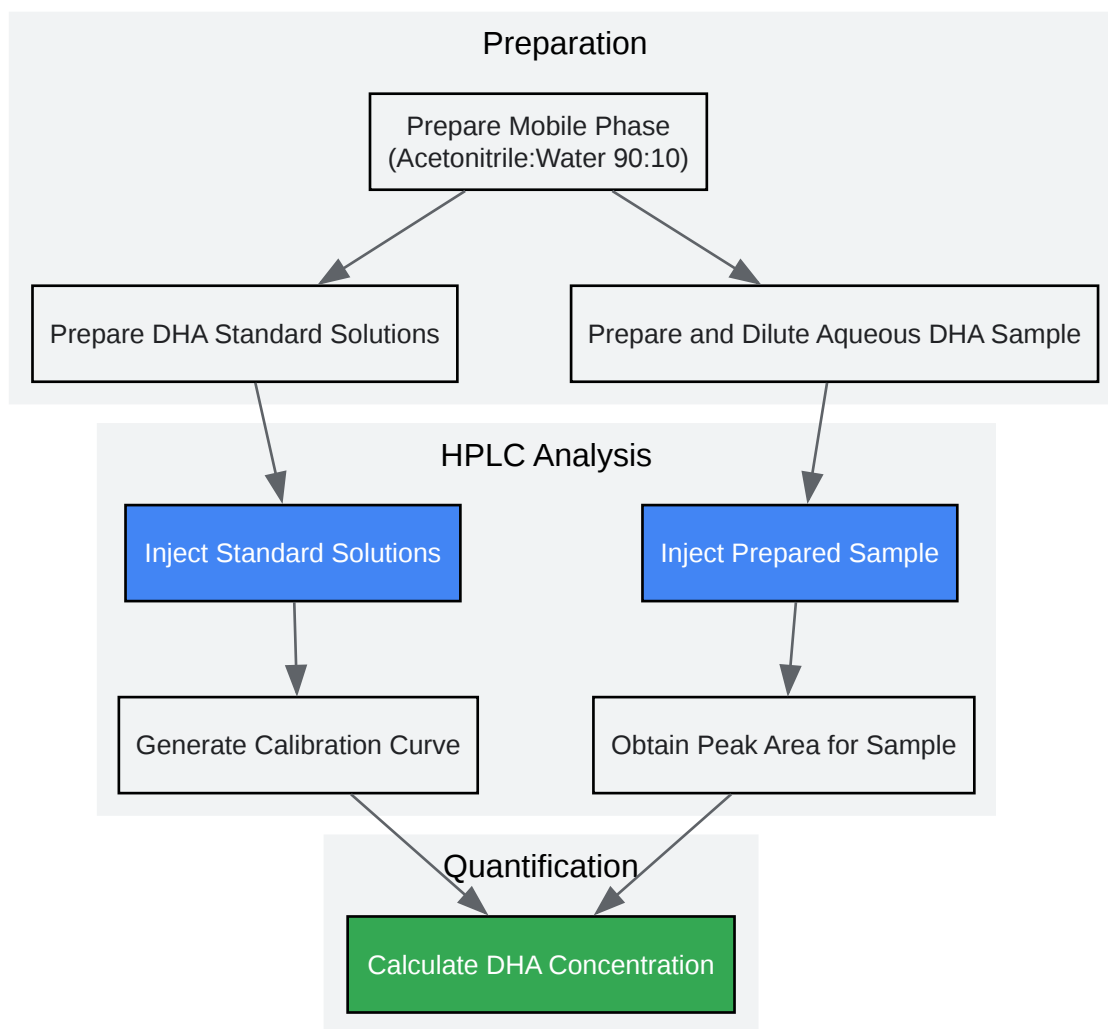 Preparation
Prepare Mobile Phase
(Acetonitrile:Water 90:10)
Prepare DHA Standard Solutions
Prepare and Dilute Aqueous DHA Sample
HPLC Analysis
Inject Standard Solutions
Inject Prepared Sample
Generate Calibration Curve
Obtain Peak Area for Sample
Quantification
Calculate DHA Concentration